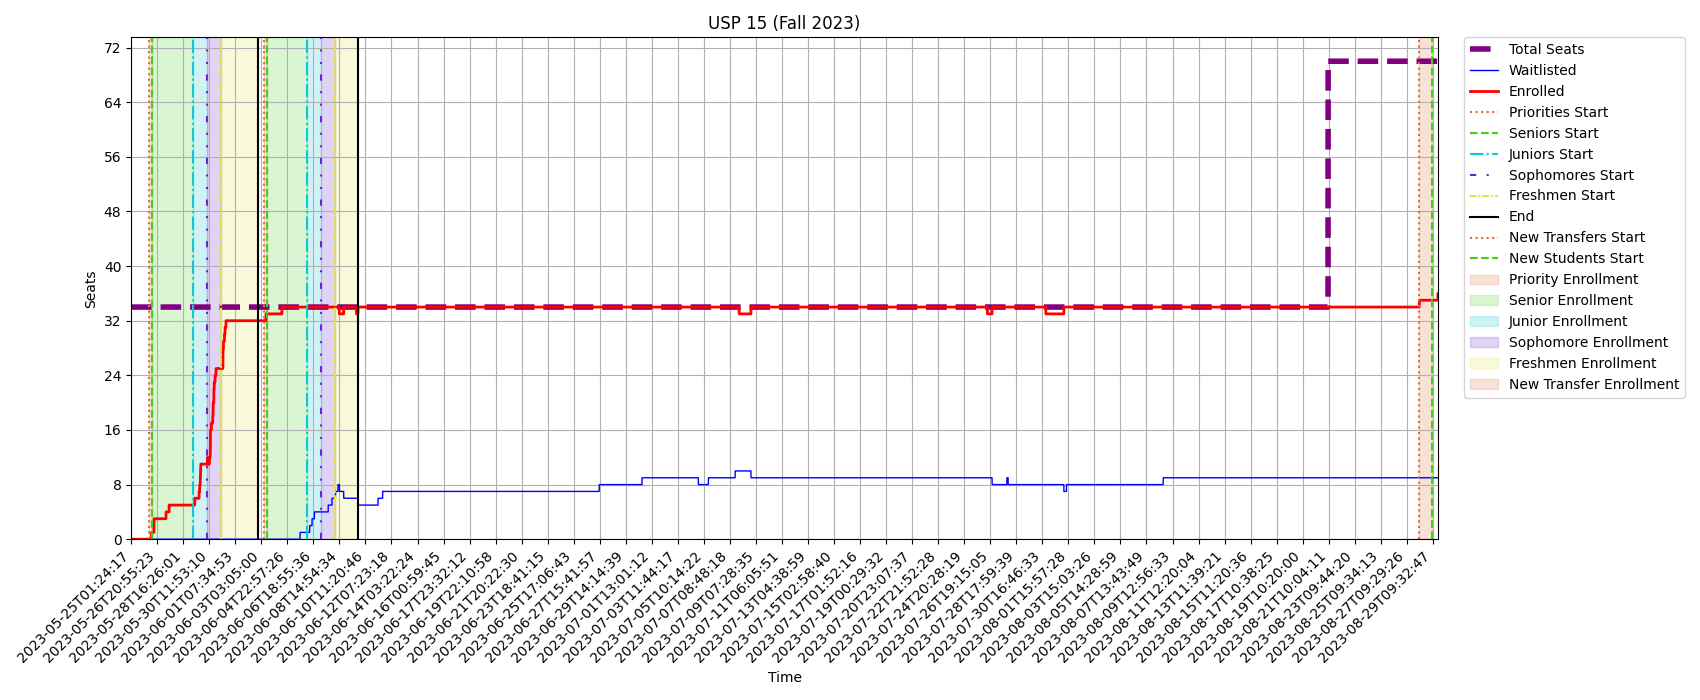 USP 15 (Fall 2023)
Seats
72
64
56
48
40
32
24
16
8
0
2023-05-25T01:24:17
2023-05-26T20:55:23
2023-05-28T16:26:01
2023-05-30T11:53:10
2023-06-01T07:34:53
2023-06-03T03:05:00
2023-06-04T22:57:26
2023-06-06T18:55:36
2023-06-08T14:54:34
2023-06-10T11:20:46
2023-06-12T07:23:18
2023-06-14T03:22:24
2023-06-16T00:59:45
2023-06-17T23:32:12
2023-06-19T22:10:58
2023-06-21T20:22:30
2023-06-23T18:41:15
2023-06-25T17:06:43
2023-06-27T15:41:57
2023-06-29T14:14:39
2023-07-01T13:01:12
2023-07-03T11:44:17
2023-07-05T10:14:22
2023-07-07T08:48:18
2023-07-09T07:28:35
2023-07-11T06:05:51
2023-07-13T04:38:59
2023-07-15T02:58:40
2023-07-17T01:52:16
2023-07-19T00:29:32
2023-07-20T23:07:37
2023-07-22T21:52:28
2023-07-24T20:28:19
2023-07-26T19:15:05
2023-07-28T17:59:39
2023-07-30T16:46:33
2023-08-01T15:57:28
2023-08-03T15:03:26
2023-08-05T14:28:59
2023-08-07T13:43:49
2023-08-09T12:56:33
2023-08-11T12:20:04
2023-08-13T11:39:21
2023-08-15T11:20:36
2023-08-17T10:38:25
2023-08-19T10:20:00
2023-08-21T10:04:11
2023-08-23T09:44:20
2023-08-25T09:34:13
2023-08-27T09:29:26
2023-08-29T09:32:47
Time
Total Seats
Waitlisted
Enrolled
Priorities Start
Seniors Start
Juniors Start
Sophomores Start
Freshmen Start
End
New Transfers Start
New Students Start
Priority Enrollment
Senior Enrollment
Junior Enrollment
Sophomore Enrollment
Freshmen Enrollment
New Transfer Enrollment